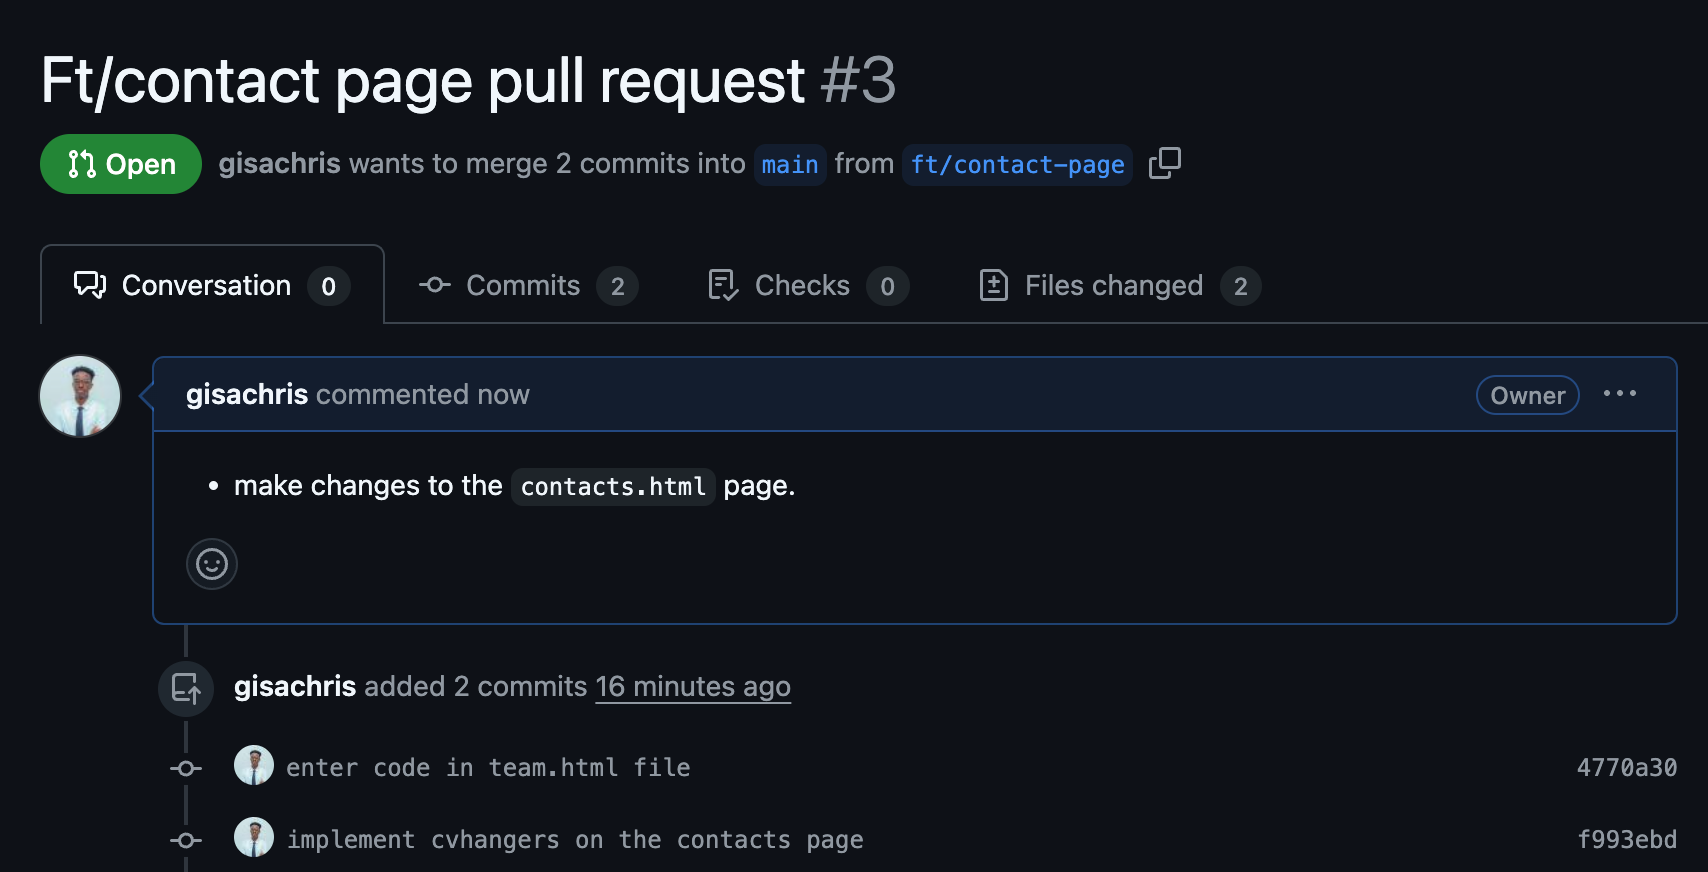 Ft/contact page pull request #3
Open gisachris wants to merge 2 commits into main from ft/contact-page
Conversation 0 Commits 2 Checks 0 Files changed 2
gisachris commented now Owner
• make changes to the contacts.html page.
gisachris added 2 commits 16 minutes ago
enter code in team.html file 4770a30
implement cvhangers on the contacts page f993ebd